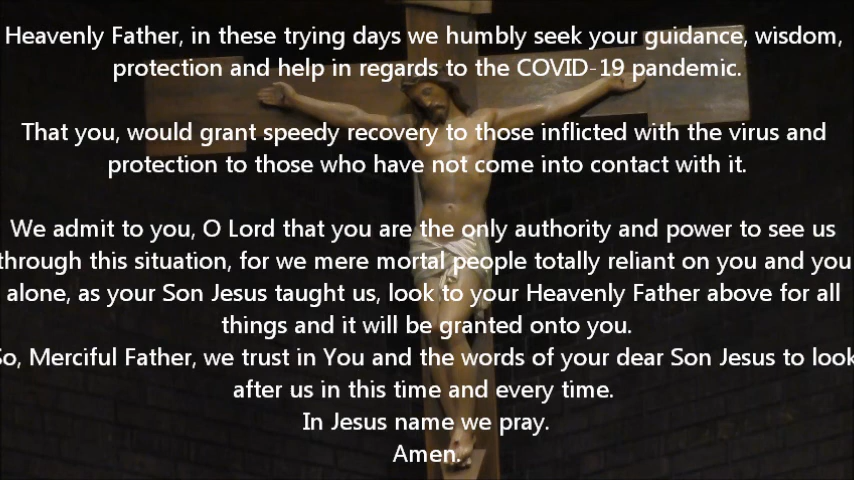 Heavenly Father, in these trying days we humbly seek your guidance, wisdom,
protection and help in regards to the COVID-19 pandemic.
That you, would grant speedy recovery to those inflicted with the virus and
protection to those who have not come into contact with it.
We admit to you, O Lord that you are the only authority and power to see us
through this situation, for we mere mortal people totally reliant on you and you
alone, as your Son Jesus taught us, look to your Heavenly Father above for all
things and it will be granted onto you.
So, Merciful Father, we trust in You and the words of your dear Son Jesus to look
after us in this time and every time.
In Jesus name we pray.
Amen.